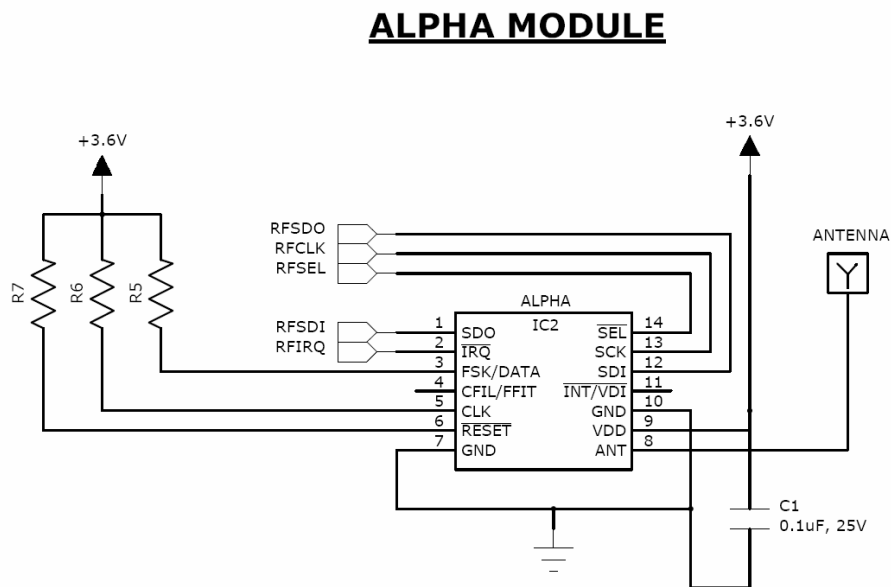 ALPHA MODULE
+3.6V
+3.6V
RFSDO
RFCLK
RFSEL
ANTENNA
R7
R6
R5
ALPHA
IC2
RFSDI
RFIRQ
1 SDO
2 IRQ
3 FSK/DATA
4 CFIL/FFIT
5 CLK
6 RESET
7 GND
SEL 14
SCK 13
SDI 12
INT/VDI 11
GND 10
VDD 9
ANT 8
C1
0.1uF, 25V